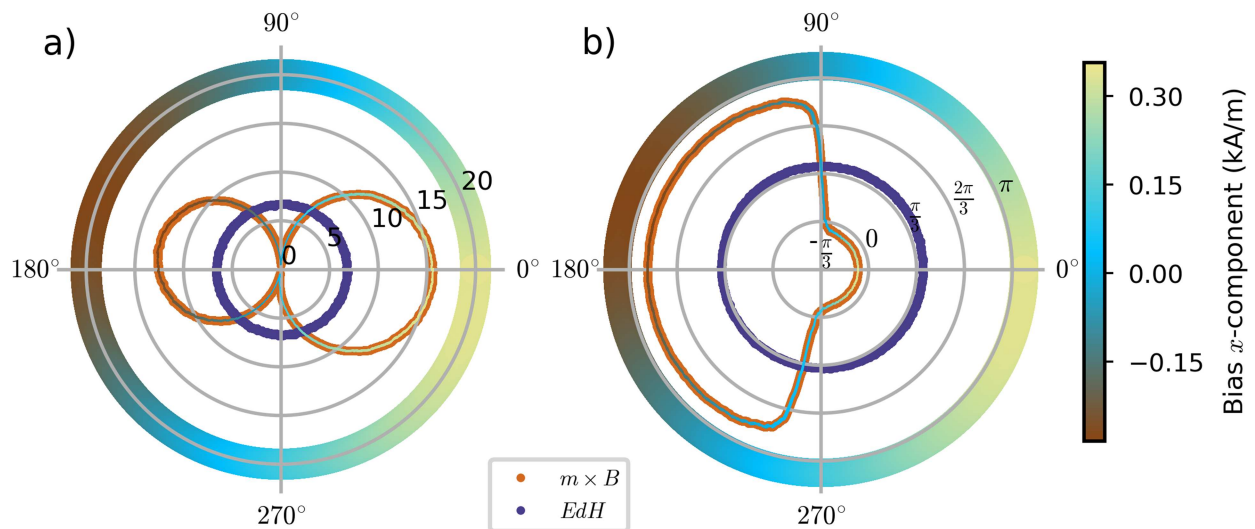 a)
90°
180°
0°
270°
0
5
10
15
20
b)
90°
180°
0°
270°
-π/3
0
π/3
2π/3
π
m × B
EdH
0.30
0.15
0.00
−0.15
Bias x-component (kA/m)